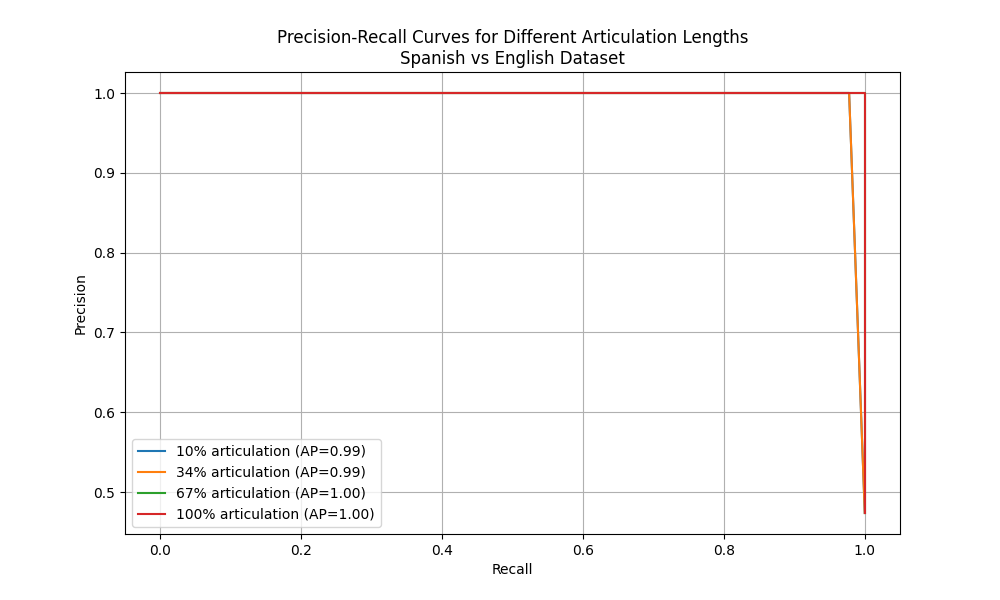 Precision-Recall Curves for Different Articulation Lengths
Spanish vs English Dataset
1.0
0.9
0.8
0.7
0.6
0.5
Precision
10% articulation (AP=0.99)
34% articulation (AP=0.99)
67% articulation (AP=1.00)
100% articulation (AP=1.00)
0.0 0.2 0.4 0.6 0.8 1.0
Recall